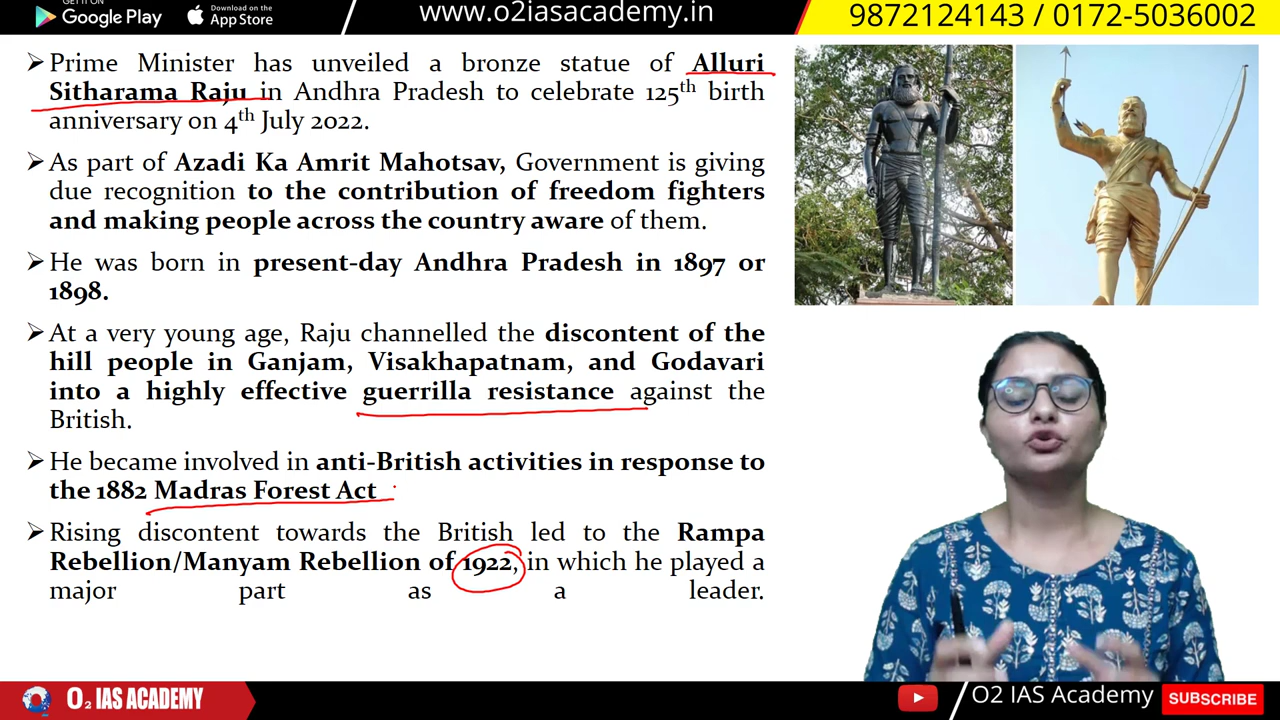 GET IT ON
Google Play
Download on the
App Store
www.o2iasacademy.in
9872124143 / 0172-5036002
➢ Prime Minister has unveiled a bronze statue of Alluri
Sitharama Raju in Andhra Pradesh to celebrate 125th birth
anniversary on 4th July 2022.
➢ As part of Azadi Ka Amrit Mahotsav, Government is giving
due recognition to the contribution of freedom fighters
and making people across the country aware of them.
➢ He was born in present-day Andhra Pradesh in 1897 or
1898.
➢ At a very young age, Raju channelled the discontent of the
hill people in Ganjam, Visakhapatnam, and Godavari
into a highly effective guerrilla resistance against the
British.
➢ He became involved in anti-British activities in response to
the 1882 Madras Forest Act
➢ Rising discontent towards the British led to the Rampa
Rebellion/Manyam Rebellion of 1922, in which he played a
major part as a leader.
O2 IAS ACADEMY
O2 IAS Academy
SUBSCRIBE